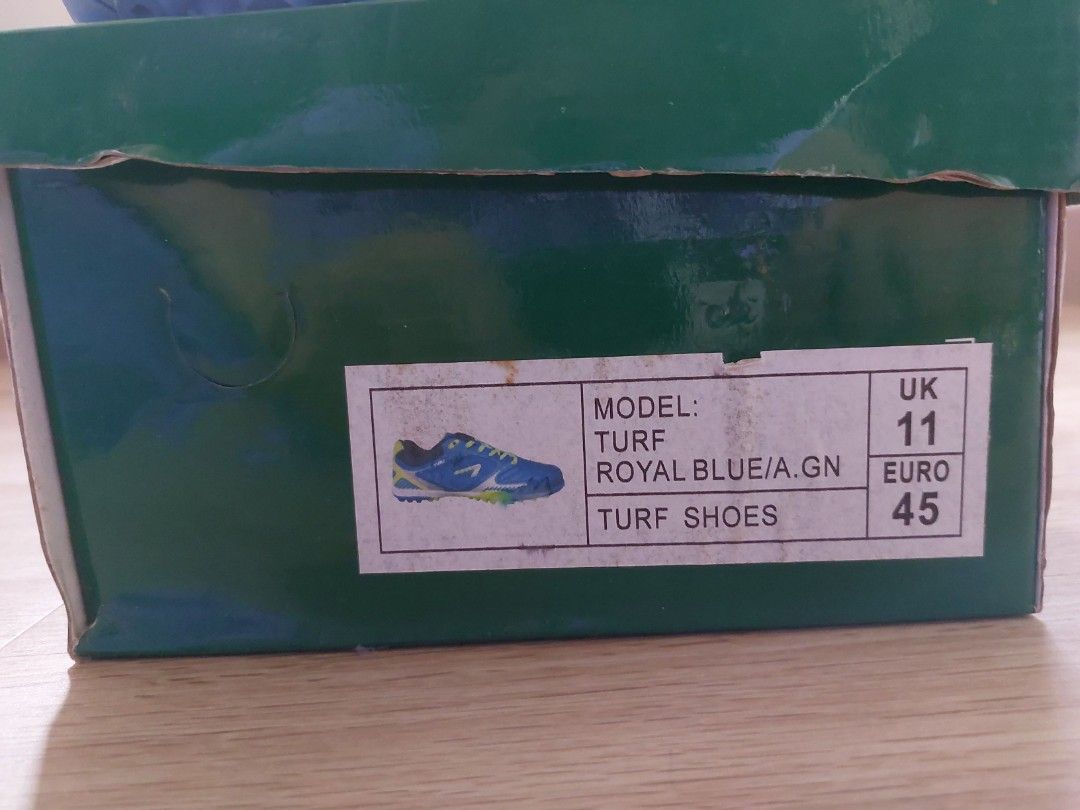 MODEL:
TURF
ROYAL BLUE/A.GN
TURF SHOES
UK
11
EURO
45